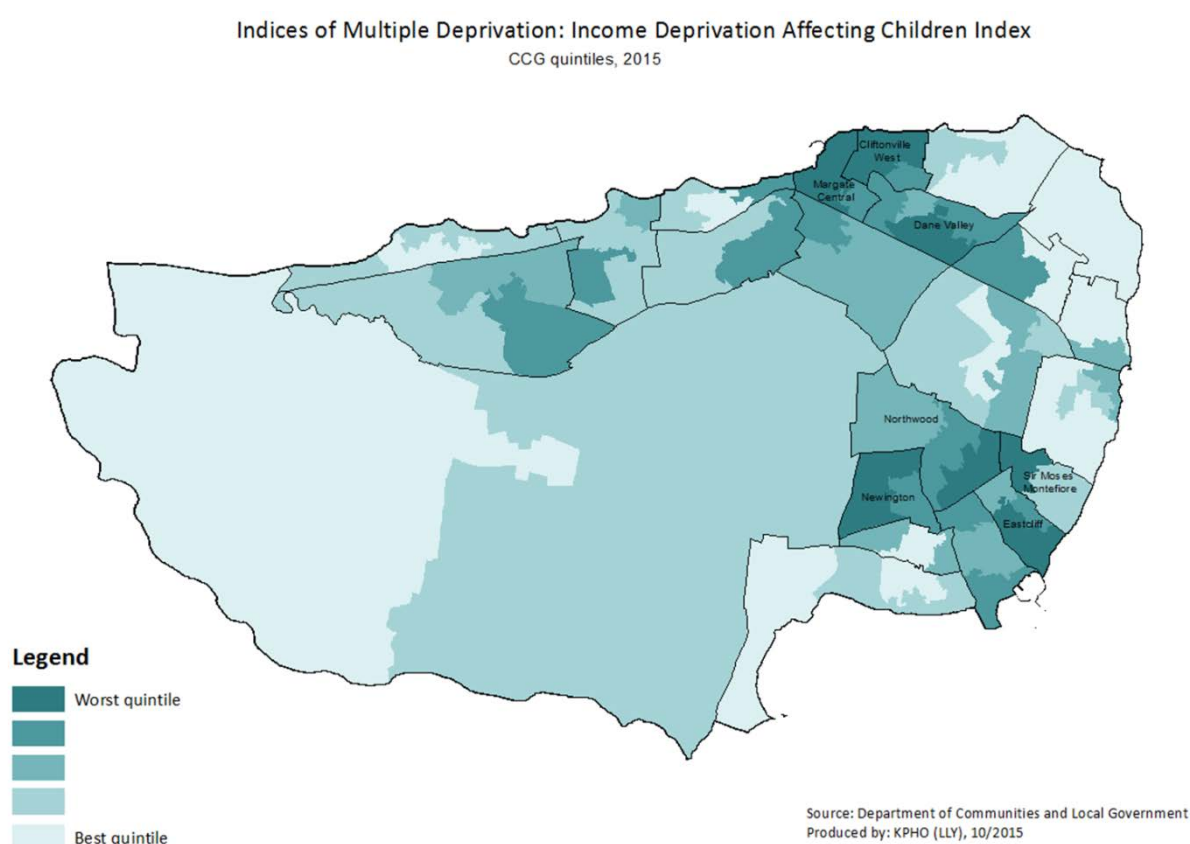 Indices of Multiple Deprivation: Income Deprivation Affecting Children Index
CCG quintiles, 2015
Cliftonville
West
Margate
Central
Dane Valley
Northwood
Newington
Sir Moses
Montefiore
Eastcliff
Legend
Worst quintile
Best quintile
Source: Department of Communities and Local Government
Produced by: KPHO (LLY), 10/2015